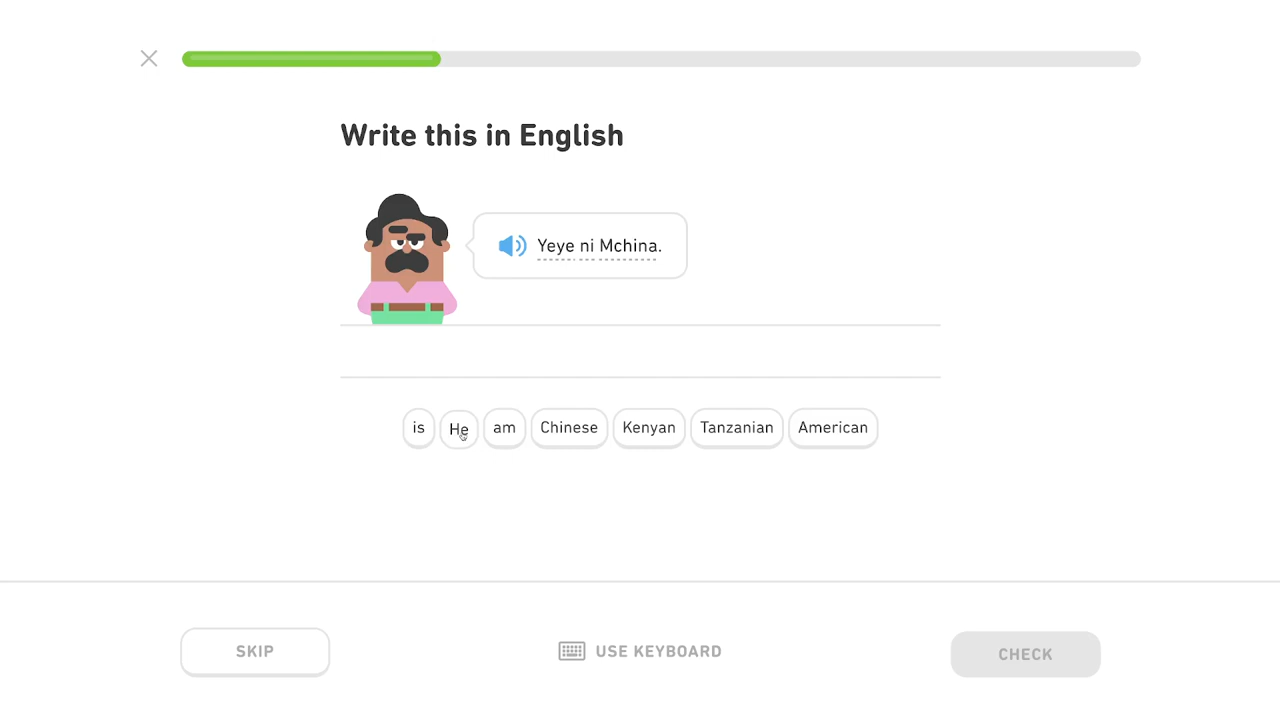 Write this in English
Yeye ni Mchina.
is He am Chinese Kenyan Tanzanian American
SKIP USE KEYBOARD CHECK